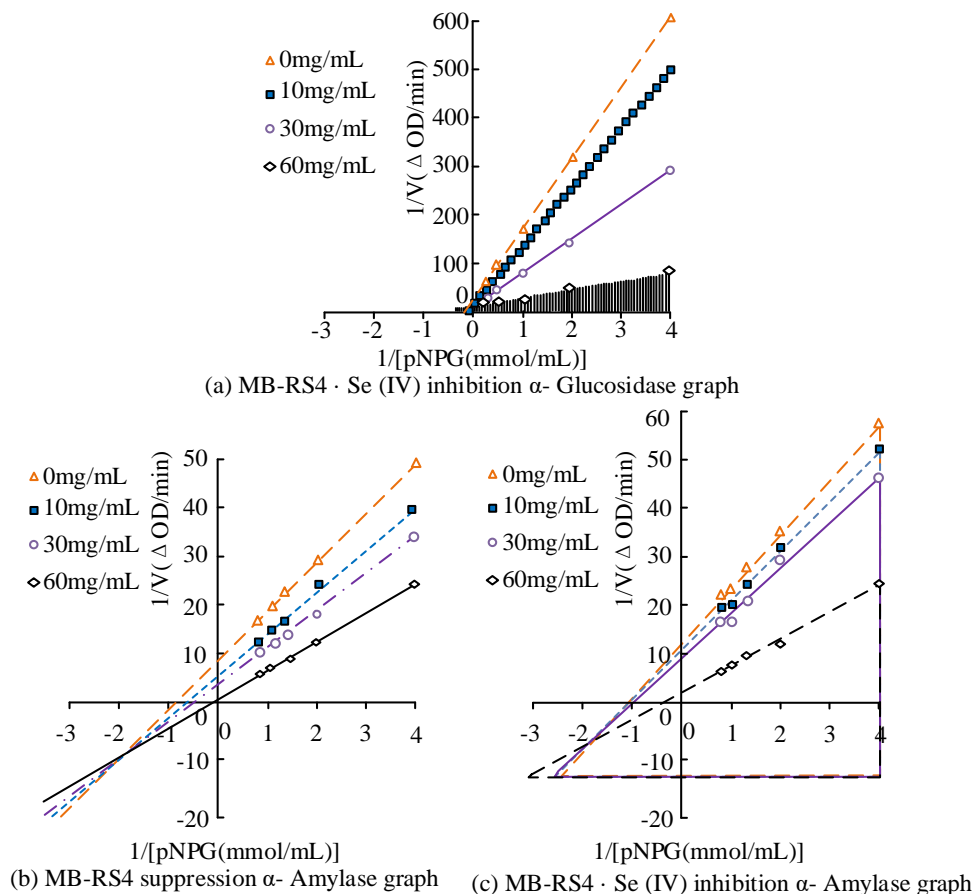 600
500
400
300
200
100
0
1/V(Δ OD/min)
0mg/mL
10mg/mL
30mg/mL
60mg/mL
-3 -2 -1 0 1 2 3 4
1/[pNPG(mmol/mL)]
(a) MB-RS4 · Se (IV) inhibition α- Glucosidase graph
50
40
30
20
10
0
-10
-20
1/V(Δ OD/min)
0mg/mL
10mg/mL
30mg/mL
60mg/mL
-3 -2 -1 0 1 2 3 4
1/[pNPG(mmol/mL)]
(b) MB-RS4 suppression α- Amylase graph
60
50
40
30
20
10
0
-10
-20
1/V(Δ OD/min)
0mg/mL
10mg/mL
30mg/mL
60mg/mL
-3 -2 -1 1 2 3 4
1/[pNPG(mmol/mL)]
(c) MB-RS4 · Se (IV) inhibition α- Amylase graph